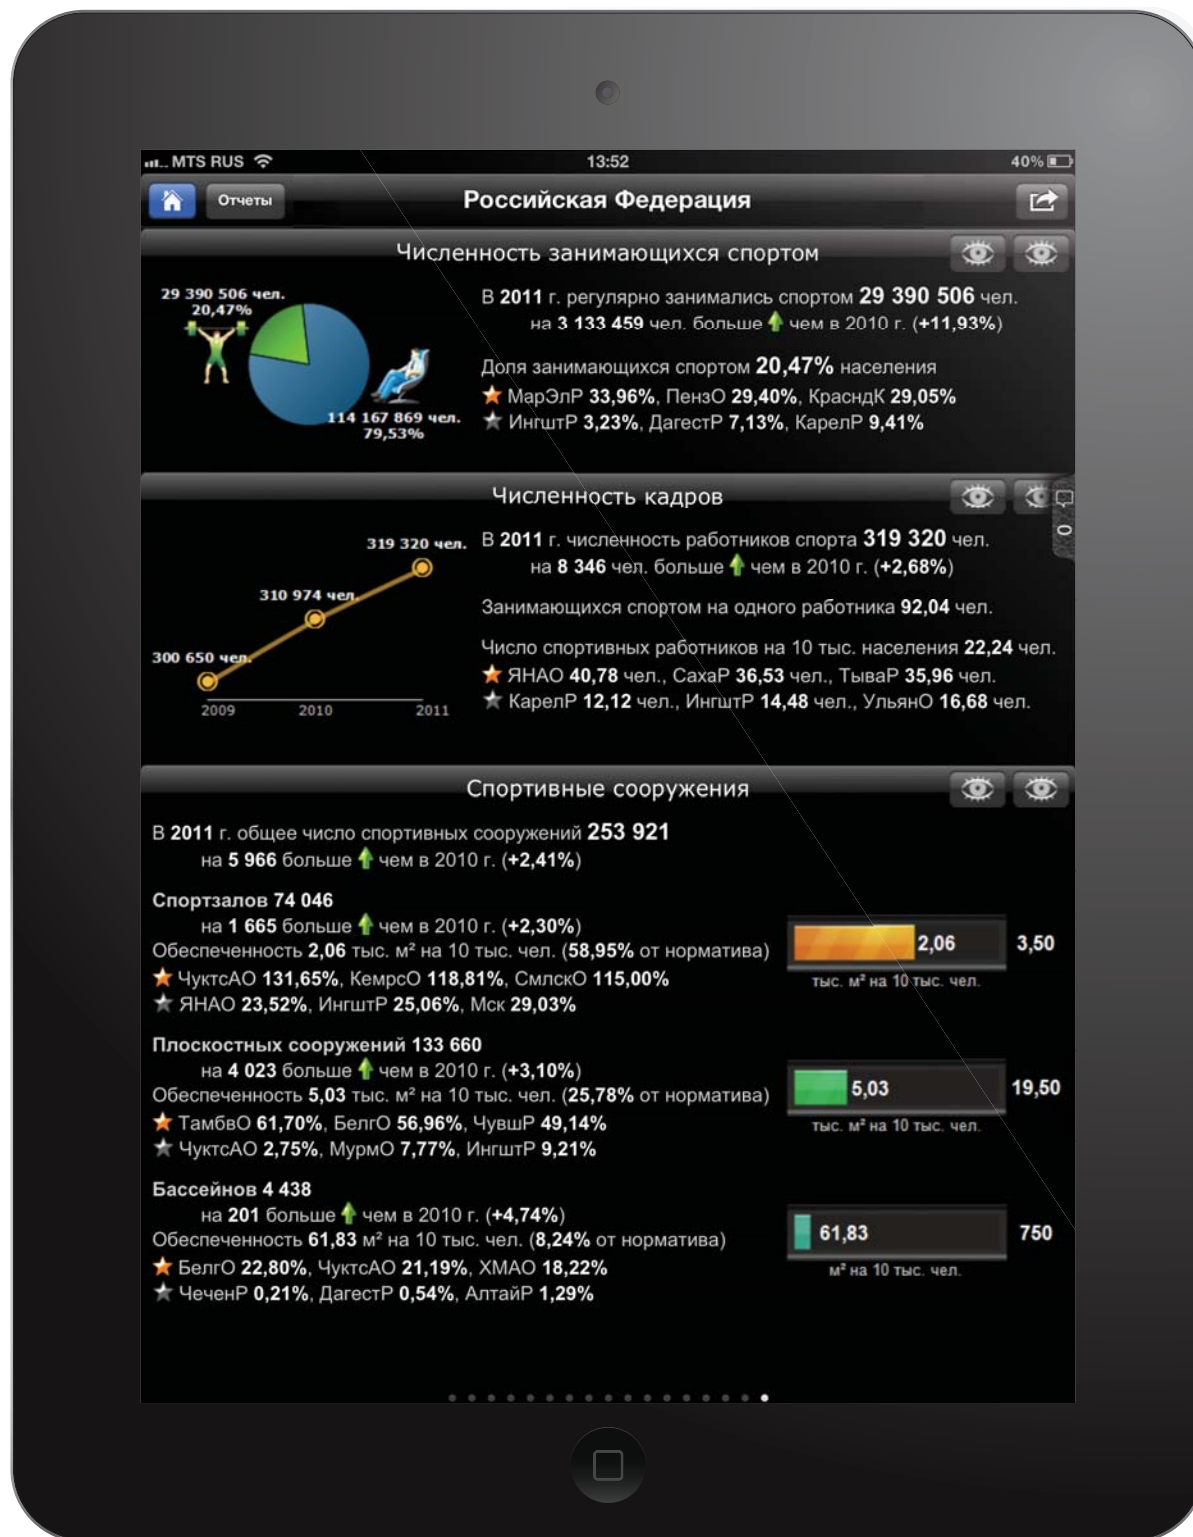 MTS RUS
13:52
40%
Отчеты
Российская Федерация
Численность занимающихся спортом
29 390 506 чел.
20,47%
114 167 869 чел.
79,53%
В 2011 г. регулярно занимались спортом 29 390 506 чел.
на 3 133 459 чел. больше чем в 2010 г. (+11,93%)
Доля занимающихся спортом 20,47% населения
МарЭлР 33,96%, ПензО 29,40%, КрасндК 29,05%
ИнгштР 3,23%, ДагестР 7,13%, КарелР 9,41%
Численность кадров
0
319 320 чел.
310 974 чел.
300 650 чел.
2009 2010 2011
В 2011 г. численность работников спорта 319 320 чел.
на 8 346 чел. больше чем в 2010 г. (+2,68%)
Занимающихся спортом на одного работника 92,04 чел.
Число спортивных работников на 10 тыс. населения 22,24 чел.
ЯНАО 40,78 чел., СахаР 36,53 чел., ТываР 35,96 чел.
КарелР 12,12 чел., ИнгштР 14,48 чел., УльянО 16,68 чел.
Спортивные сооружения
В 2011 г. общее число спортивных сооружений 253 921
на 5 966 больше чем в 2010 г. (+2,41%)
Спортзалов 74 046
на 1 665 больше чем в 2010 г. (+2,30%)
Обеспеченность 2,06 тыс. м² на 10 тыс. чел. (58,95% от норматива)
ЧуктсАО 131,65%, КемрсО 118,81%, СмлскО 115,00%
ЯНАО 23,52%, ИнгштР 25,06%, Мск 29,03%
2,06 3,50
тыс. м² на 10 тыс. чел.
Плоскостных сооружений 133 660
на 4 023 больше чем в 2010 г. (+3,10%)
Обеспеченность 5,03 тыс. м² на 10 тыс. чел. (25,78% от норматива)
ТамбвО 61,70%, БелгО 56,96%, ЧувшР 49,14%
ЧуктсАО 2,75%, МурмО 7,77%, ИнгштР 9,21%
5,03 19,50
тыс. м² на 10 тыс. чел.
Бассейнов 4 438
на 201 больше чем в 2010 г. (+4,74%)
Обеспеченность 61,83 м² на 10 тыс. чел. (8,24% от норматива)
БелгО 22,80%, ЧуктсАО 21,19%, ХМАО 18,22%
ЧеченР 0,21%, ДагестР 0,54%, АлтайР 1,29%
61,83 750
м² на 10 тыс. чел.